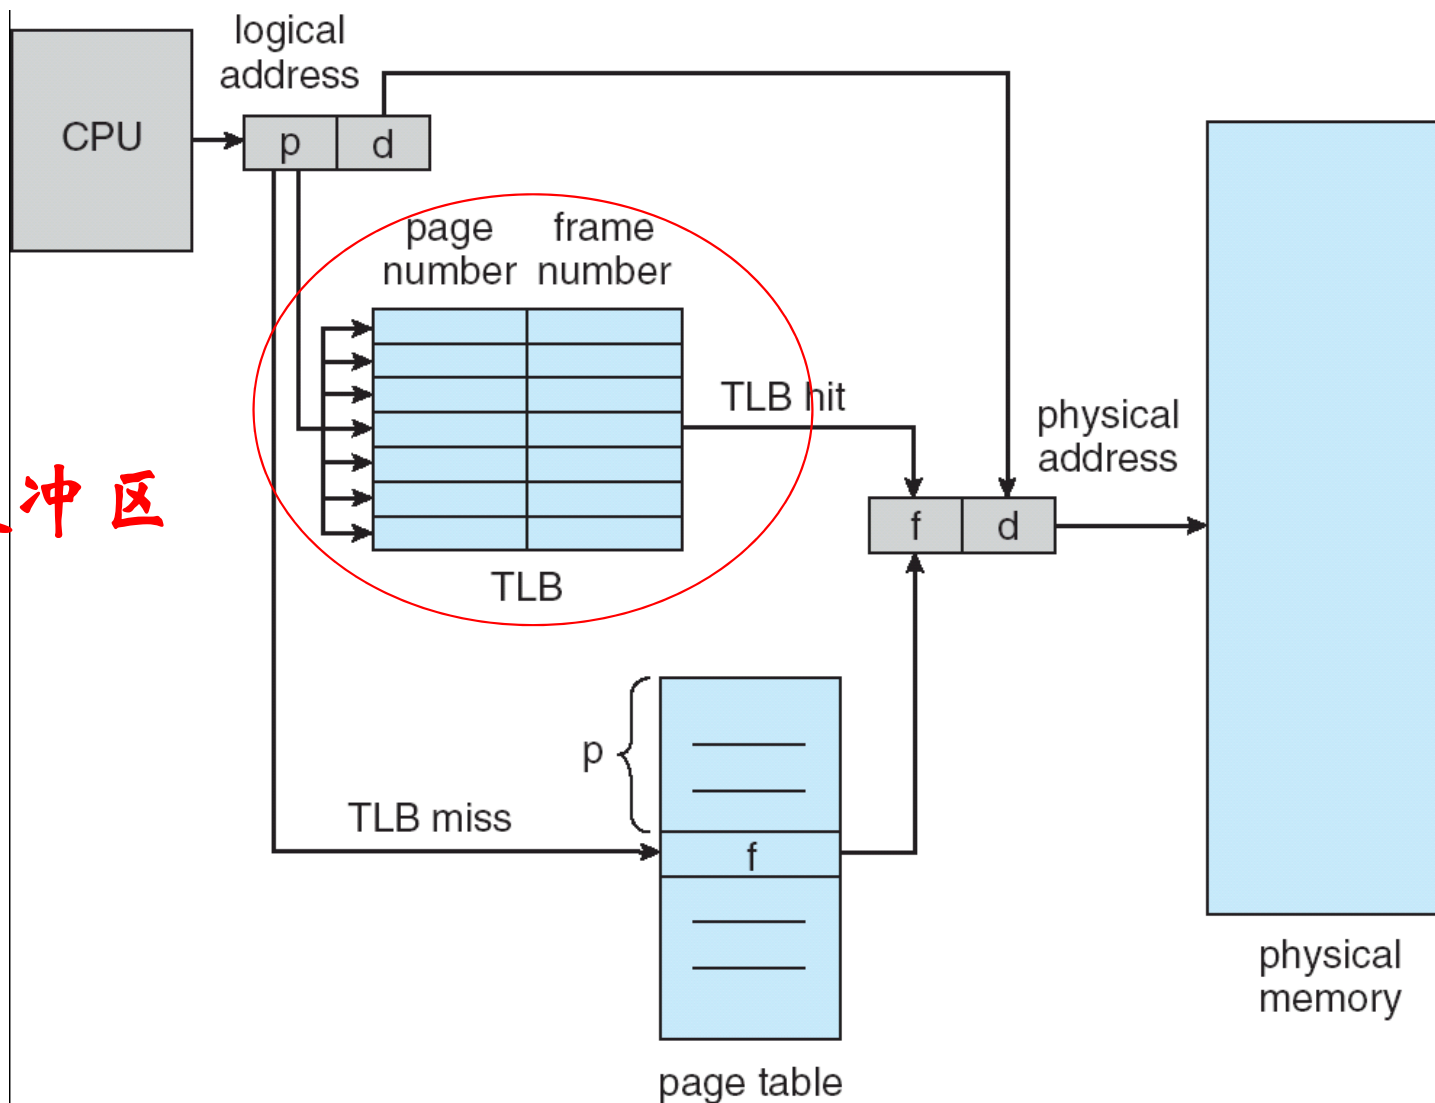 logical
address
CPU
p
d
page
number
frame
number
TLB hit
physical
address
冲区
f
d
TLB
p
TLB miss
f
physical
memory
page table